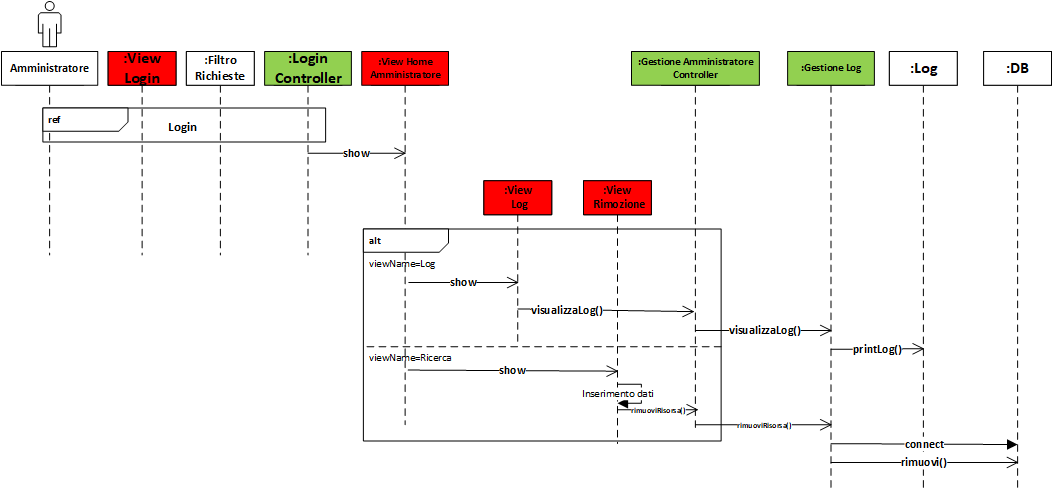 Amministratore
:View
Login
:Filtro
Richieste
:Login
Controller
:View Home
Amministratore
:Gestione Amministratore
Controller
:Gestione Log
:Log
:DB
ref
Login
show
:View
Log
:View
Rimozione
alt
viewName=Log
show
visualizzaLog()
visualizzaLog()
printLog()
viewName=Ricerca
show
Inserimento dati
rimuoviRisorsa()
rimuoviRisorsa()
connect
rimuovi()